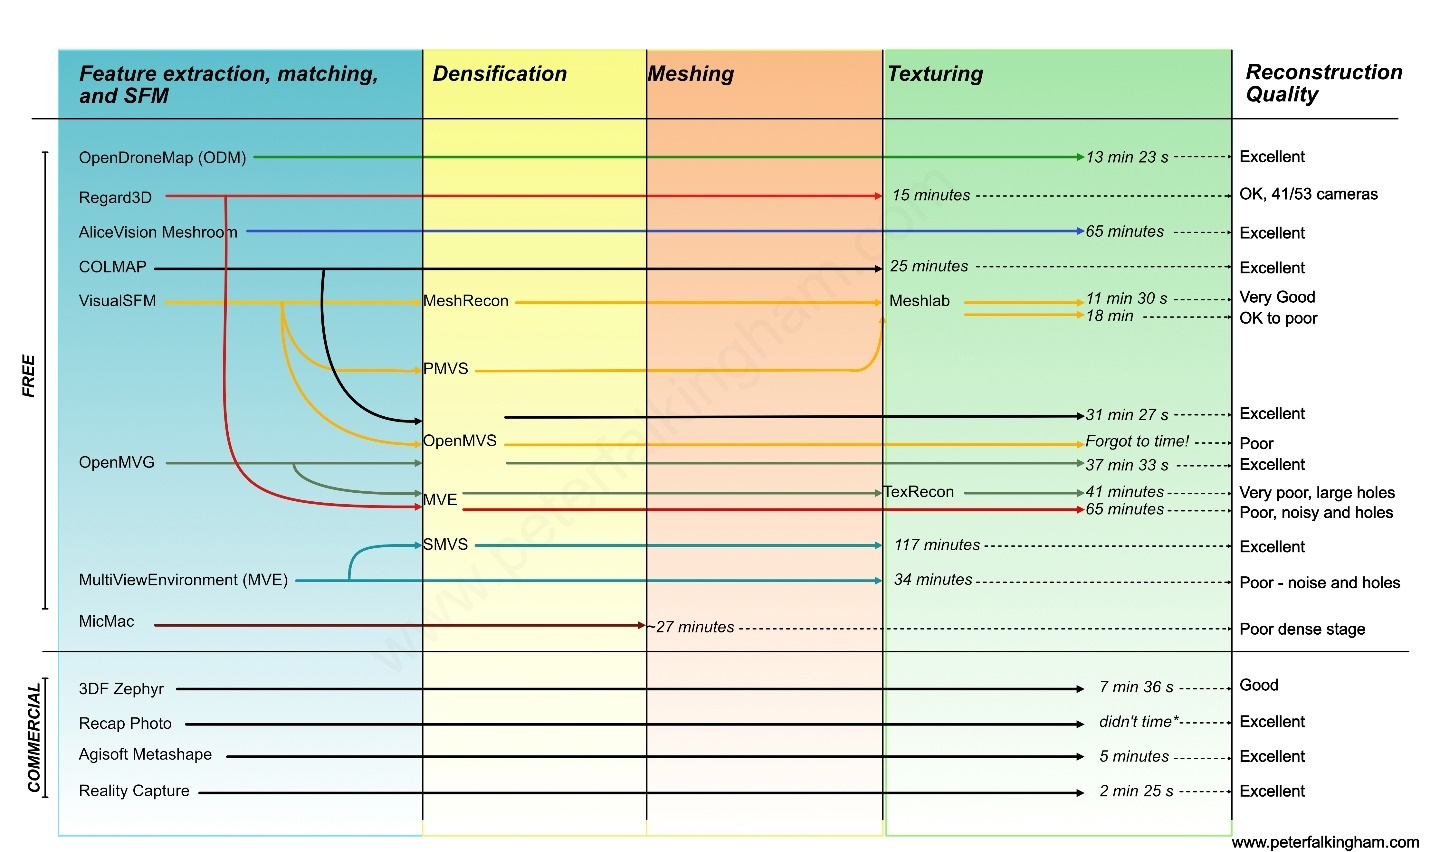 Feature extraction, matching,
and SFM
Densification
Meshing
Texturing
Reconstruction
Quality
FREE
OpenDroneMap (ODM) 13 min 23 s Excellent
Regard3D 15 minutes OK, 41/53 cameras
AliceVision Meshroom 65 minutes Excellent
COLMAP 25 minutes Excellent
VisualSFM MeshRecon Meshlab 11 min 30 s Very Good
18 min OK to poor
PMVS
31 min 27 s Excellent
OpenMVS Forgot to time! Poor
OpenMVG 37 min 33 s Excellent
MVE TexRecon 41 minutes Very poor, large holes
65 minutes Poor, noisy and holes
SMVS 117 minutes Excellent
MultiViewEnvironment (MVE) 34 minutes Poor - noise and holes
MicMac ~27 minutes Poor dense stage
COMMERCIAL
3DF Zephyr 7 min 36 s Good
Recap Photo didn't time* Excellent
Agisoft Metashape 5 minutes Excellent
Reality Capture 2 min 25 s Excellent
www.peterfalkingham.com
www.peterfalkingham.com